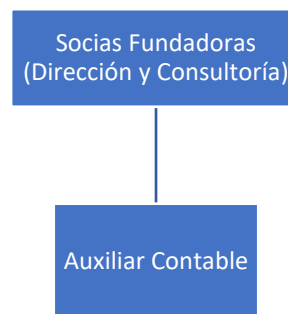 Socias Fundadoras
(Dirección y Consultoría)
Auxiliar Contable